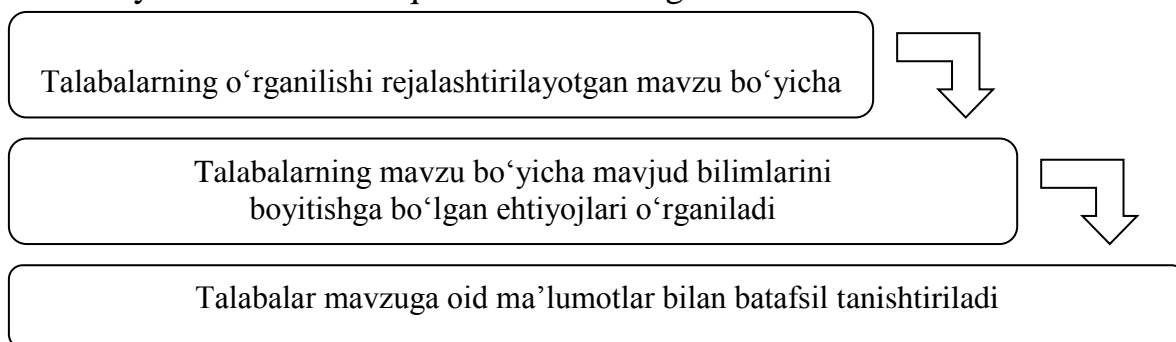 Talabalarning o‘rganilishi rejalashtirilayotgan mavzu bo‘yicha
Talabalarning mavzu bo‘yicha mavjud bilimlarini
boyitishga bo‘lgan ehtiyojlari o‘rganiladi
Talabalar mavzuga oid ma’lumotlar bilan batafsil tanishtiriladi